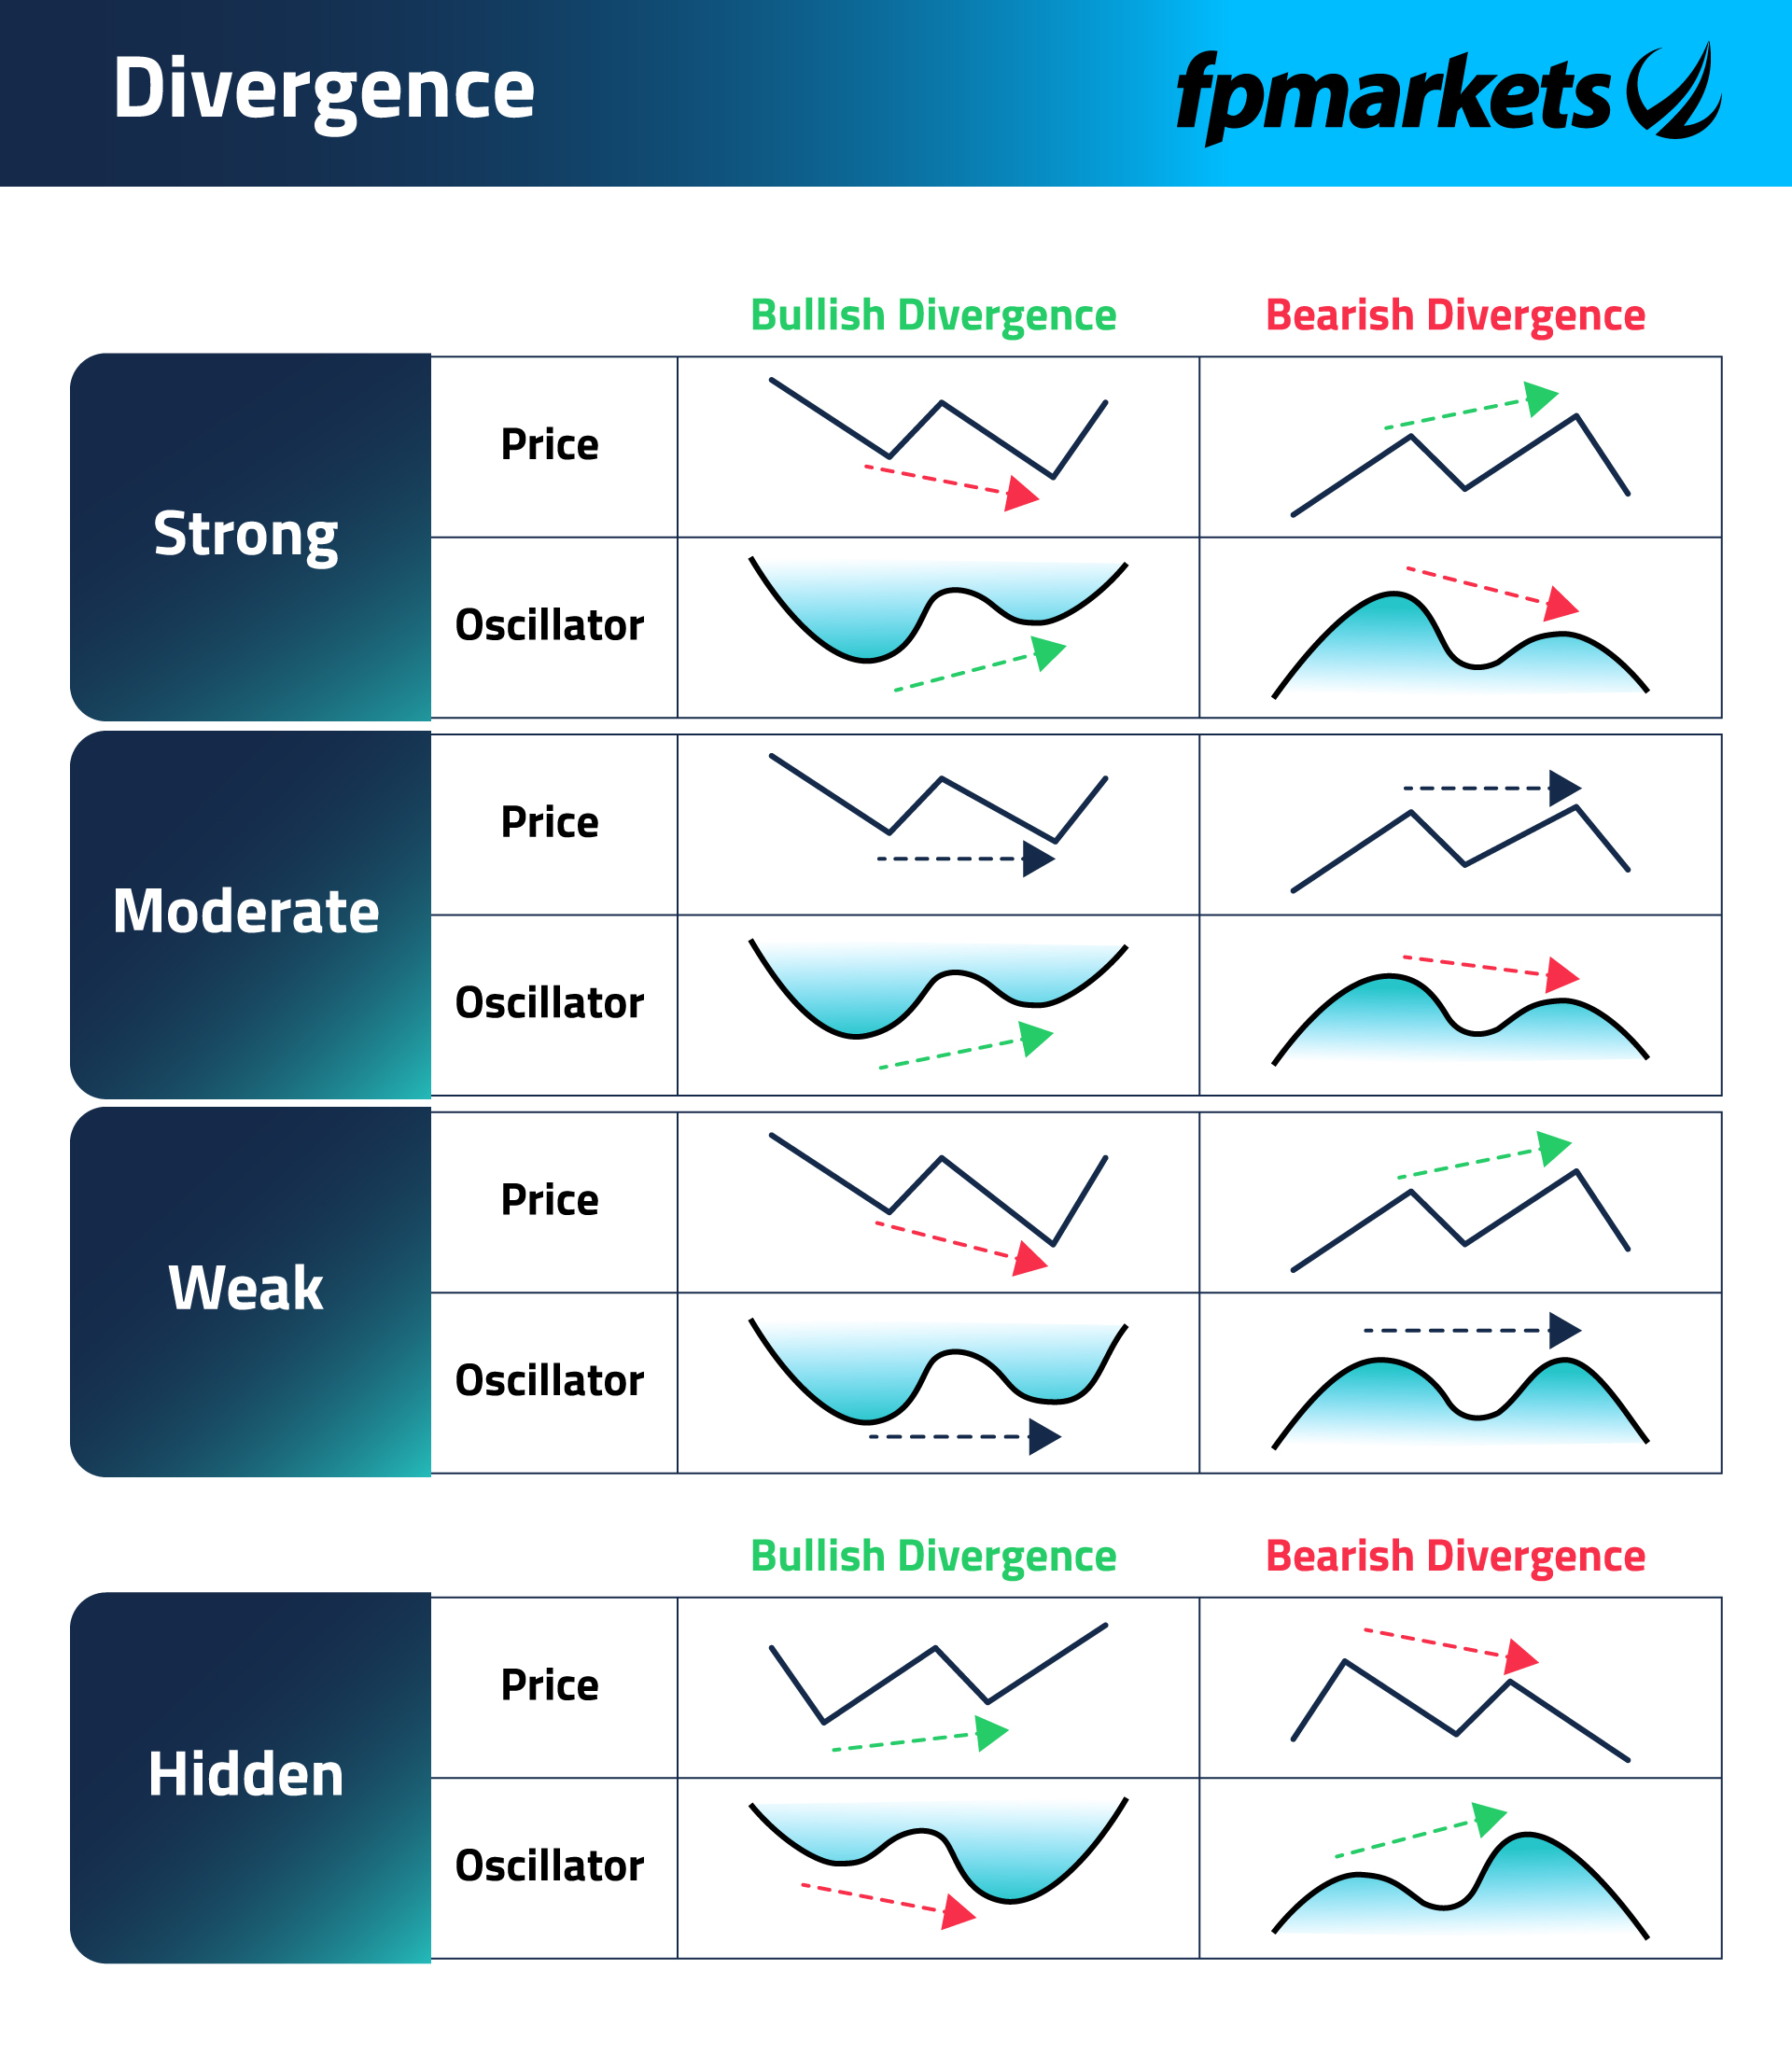 Divergence
fpmarkets
Bullish Divergence
Bearish Divergence
Strong
Price
Oscillator
Moderate
Price
Oscillator
Weak
Price
Oscillator
Bullish Divergence
Bearish Divergence
Hidden
Price
Oscillator